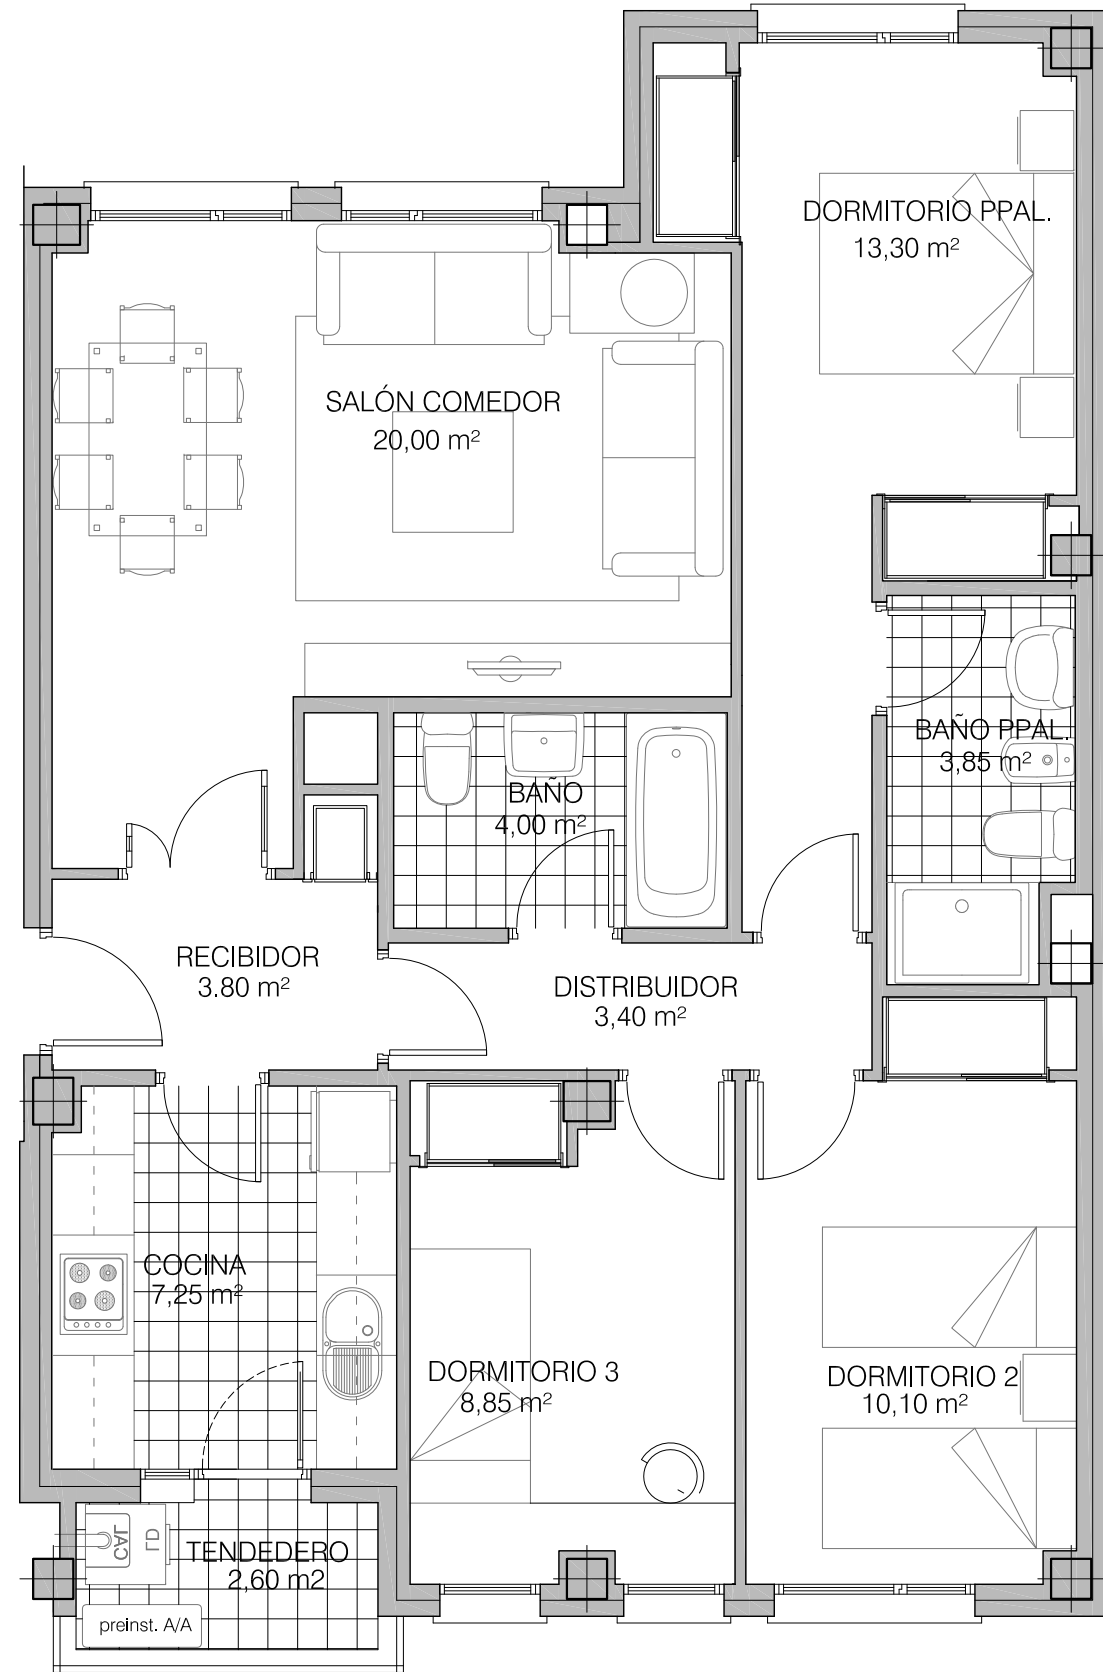 DORMITORIO PPAL.
13,30 m²
SALÓN COMEDOR
20,00 m²
BAÑO PPAL.
3,85 m²
BAÑO
4,00 m²
RECIBIDOR
3.80 m²
DISTRIBUIDOR
3,40 m²
COCINA
7,25 m²
DORMITORIO 3
8,85 m²
DORMITORIO 2
10,10 m²
CAL
LD
TENDEDERO
2,60 m2
preinst. A/A